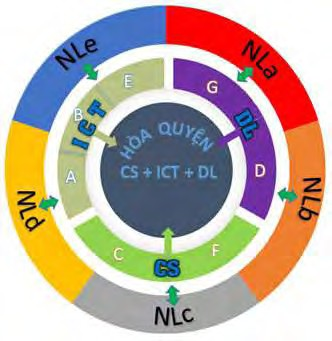 NLe
NLa
E
G
B
ICT
DL
A
D
HÒA QUYỆN
CS + ICT + DL
NLd
NLb
C
F
CS
NLc